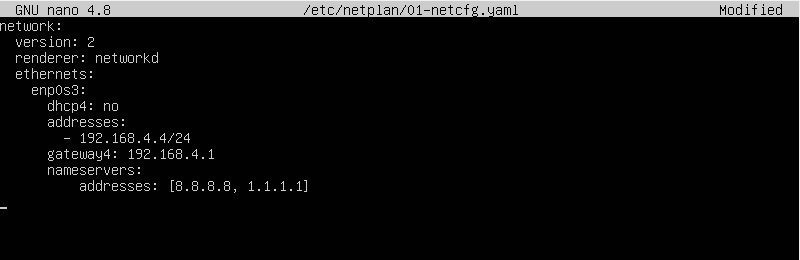 GNU nano 4.8 /etc/netplan/01-netcfg.yaml Modified
network:
  version: 2
  renderer: networkd
  ethernets:
    enp0s3:
      dhcp4: no
      addresses:
        - 192.168.4.4/24
      gateway4: 192.168.4.1
      nameservers:
          addresses: [8.8.8.8, 1.1.1.1]